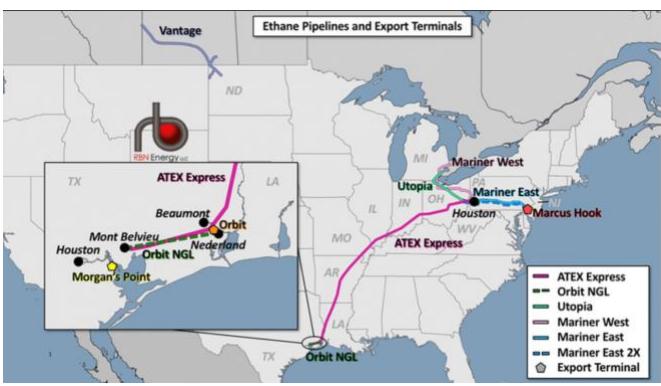 Ethane Pipelines and Export Terminals
Vantage
ND
rb
RBN Energy LLC
MI
Mariner West
Utopia
PA
Mariner East
NJ
IL
IN
OH
Houston
Marcus Hook
WV
MO
ATEX Express
AR
LA
TX
Orbit NGL
TX
ATEX Express
LA
Beaumont
Orbit
Mont Belvieu
Nederland
Houston
Orbit NGL
Morgan's Point
ATEX Express
Orbit NGL
Utopia
Mariner West
Mariner East
Mariner East 2X
Export Terminal